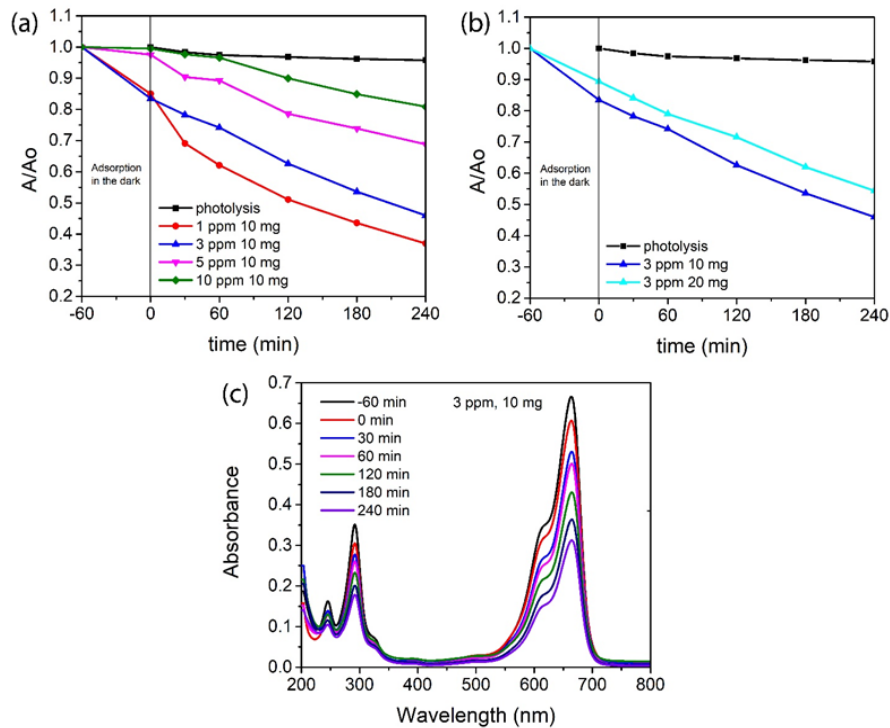 (a)
1.1
1.0
0.9
0.8
0.7
0.6
0.5
0.4
0.3
0.2
A/Ao
Adsorption
in the dark
photolysis
1 ppm 10 mg
3 ppm 10 mg
5 ppm 10 mg
10 ppm 10 mg
-60 0 60 120 180 240
time (min)
(b)
1.1
1.0
0.9
0.8
0.7
0.6
0.5
0.4
0.3
0.2
A/Ao
Adsorption
in the dark
photolysis
3 ppm 10 mg
3 ppm 20 mg
-60 0 60 120 180 240
time (min)
(c)
0.7
0.6
0.5
0.4
0.3
0.2
0.1
0.0
Absorbance
-60 min
0 min
30 min
60 min
120 min
180 min
240 min
3 ppm, 10 mg
200 300 400 500 600 700 800
Wavelength (nm)